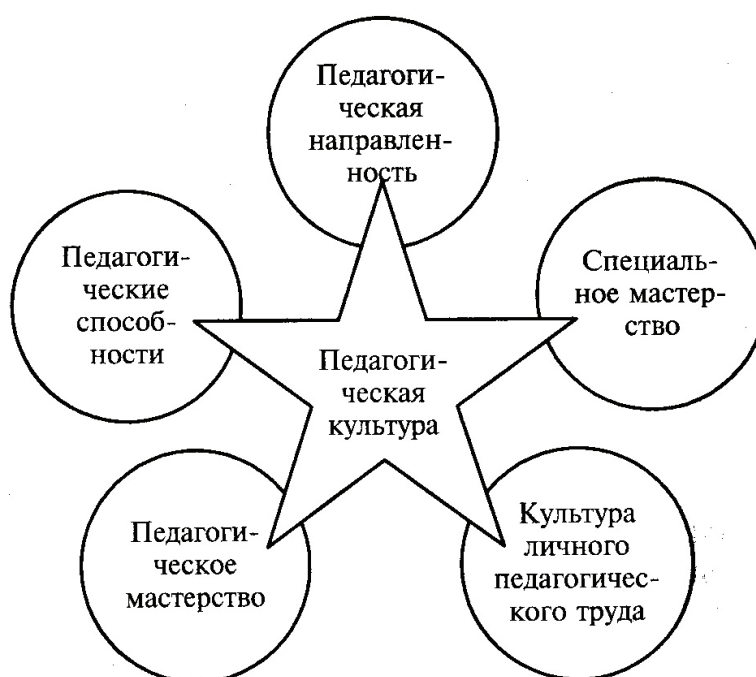 Педагоги-
ческая
направлен-
ность
Педагоги-
ческие
способ-
ности
Специаль-
ное мастер-
ство
Педагоги-
ческая
культура
Педагоги-
ческое
мастерство
Культура
личного
педагогичес-
кого труда